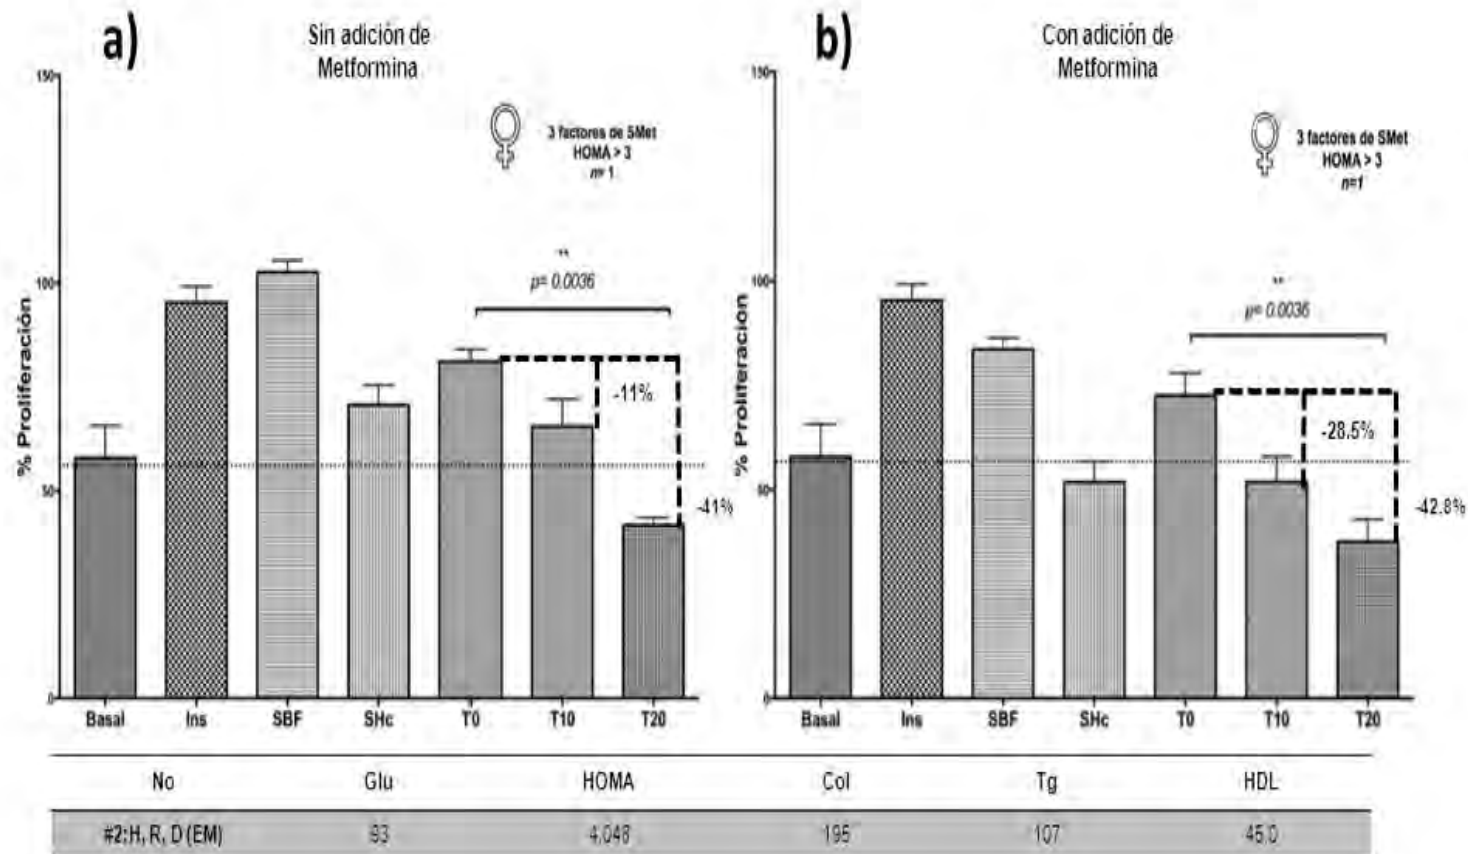 a)
Sin adición de
Metformina
150
100
50
0
% Proliferación
3 factores de SMet
HOMA > 3
n= 1
**
p= 0.0036
-11%
-41%
Basal Ins SBF SHc T0 T10 T20
b)
Con adición de
Metformina
150
100
50
0
% Proliferación
3 factores de SMet
HOMA > 3
n=1
**
p= 0.0036
-28.5%
-42.8%
Basal Ins SBF SHc T0 T10 T20
No Glu HOMA Col Tg HDL
#2:H, R, D (EM) 93 4.048 195 107 45.0